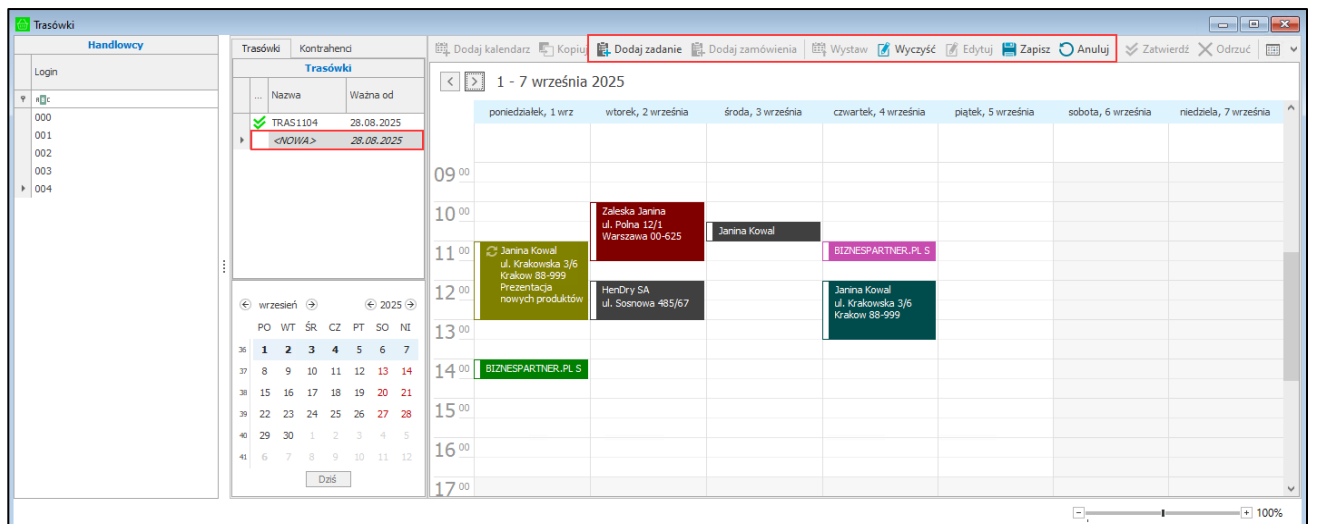 Trasówki
Handlowcy
Login
000
001
002
003
004
Trasówki Kontrahenci
Trasówki
... Nazwa Ważna od
TRAS1104 28.08.2025
<NOWA> 28.08.2025
wrzesień 2025
PO WT ŚR CZ PT SO NI
36 1 2 3 4 5 6 7
37 8 9 10 11 12 13 14
38 15 16 17 18 19 20 21
39 22 23 24 25 26 27 28
40 29 30 1 2 3 4 5
41 6 7 8 9 10 11 12
Dziś
Dodaj kalendarz Kopiuj Dodaj zadanie Dodaj zamówienia Wystaw Wyczyść Edytuj Zapisz Anuluj Zatwierdź Odrzuć
1 - 7 września 2025
poniedziałek, 1 wrz wtorek, 2 września środa, 3 września czwartek, 4 września piątek, 5 września sobota, 6 września niedziela, 7 września
09 00
10 00
11 00
12 00
13 00
14 00
15 00
16 00
17 00
Janina Kowal
ul. Krakowska 3/6
Krakow 88-999
Prezentacja
nowych produktów
BIZNESPARTNER.PL S
Zaleska Janina
ul. Polna 12/1
Warszawa 00-625
HenDry SA
ul. Sosnowa 485/67
Janina Kowal
BIZNESPARTNER.PL S
Janina Kowal
ul. Krakowska 3/6
Krakow 88-999
100%